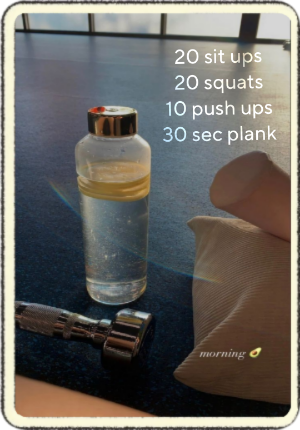 20 sit ups
20 squats
10 push ups
30 sec plank
morning 🥑